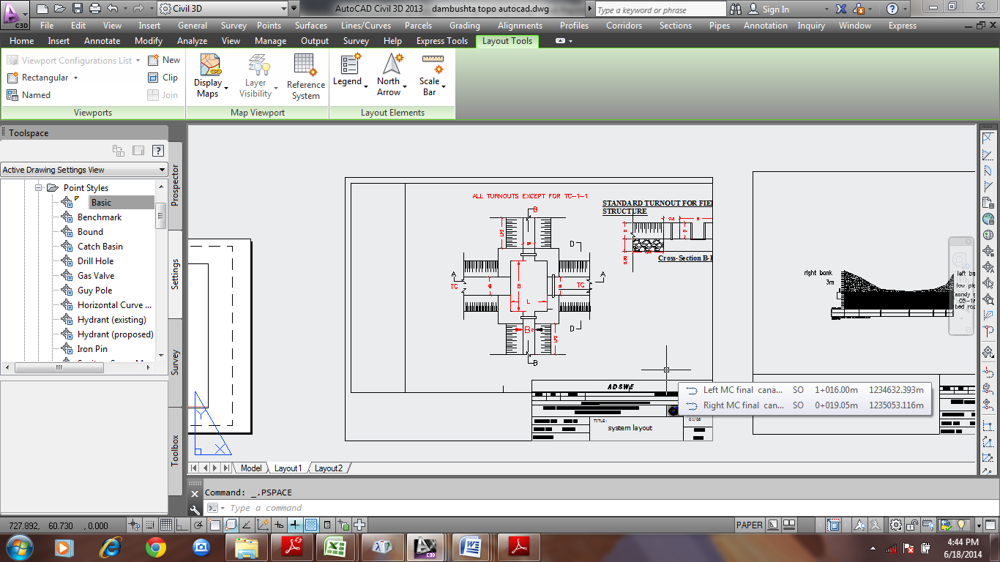 Civil 3D
AutoCAD Civil 3D 2013 dambushta topo autocad.dwg
Type a keyword or phrase
Sign In
C3D
File Edit View Insert General Survey Points Surfaces Lines/Curves Parcels Grading Alignments Profiles Corridors Sections Pipes Annotation Inquiry Window Express
Home Insert Annotate Modify Analyze View Manage Output Survey Help Express Tools Layout Tools
Viewport Configurations List
New
Rectangular
Clip
Named
Join
Display Maps
Layer Visibility
Reference System
Legend
North Arrow
Scale Bar
Viewports
Map Viewport
Layout Elements
Toolspace
Active Drawing Settings View
Point Styles
Basic
Benchmark
Bound
Catch Basin
Drill Hole
Gas Valve
Guy Pole
Horizontal Curve ...
Hydrant (existing)
Hydrant (proposed)
Iron Pin
Prospector
Settings
Survey
Toolbox
Y
X
ALL TURNOUTS EXCEPT FOR TC-1-1
STANDARD TURNOUT FOR FIE
STRUCTURE
Cross-Section B-B
B
D
A
A
TC
TC
B
L
B
D
B
right bank
3m
left ba
low pl
sandy
bed ro
ADSWE
TITLE:
system layout
01/05
Left MC final cana... SO 1+016.00m 1234632.393m
Right MC final can... SO 0+019.05m 1235053.116m
Model Layout1 Layout2
Command: _.PSPACE
Type a command
727.892, 60.730 , 0.000
PAPER
4:44 PM
6/18/2014